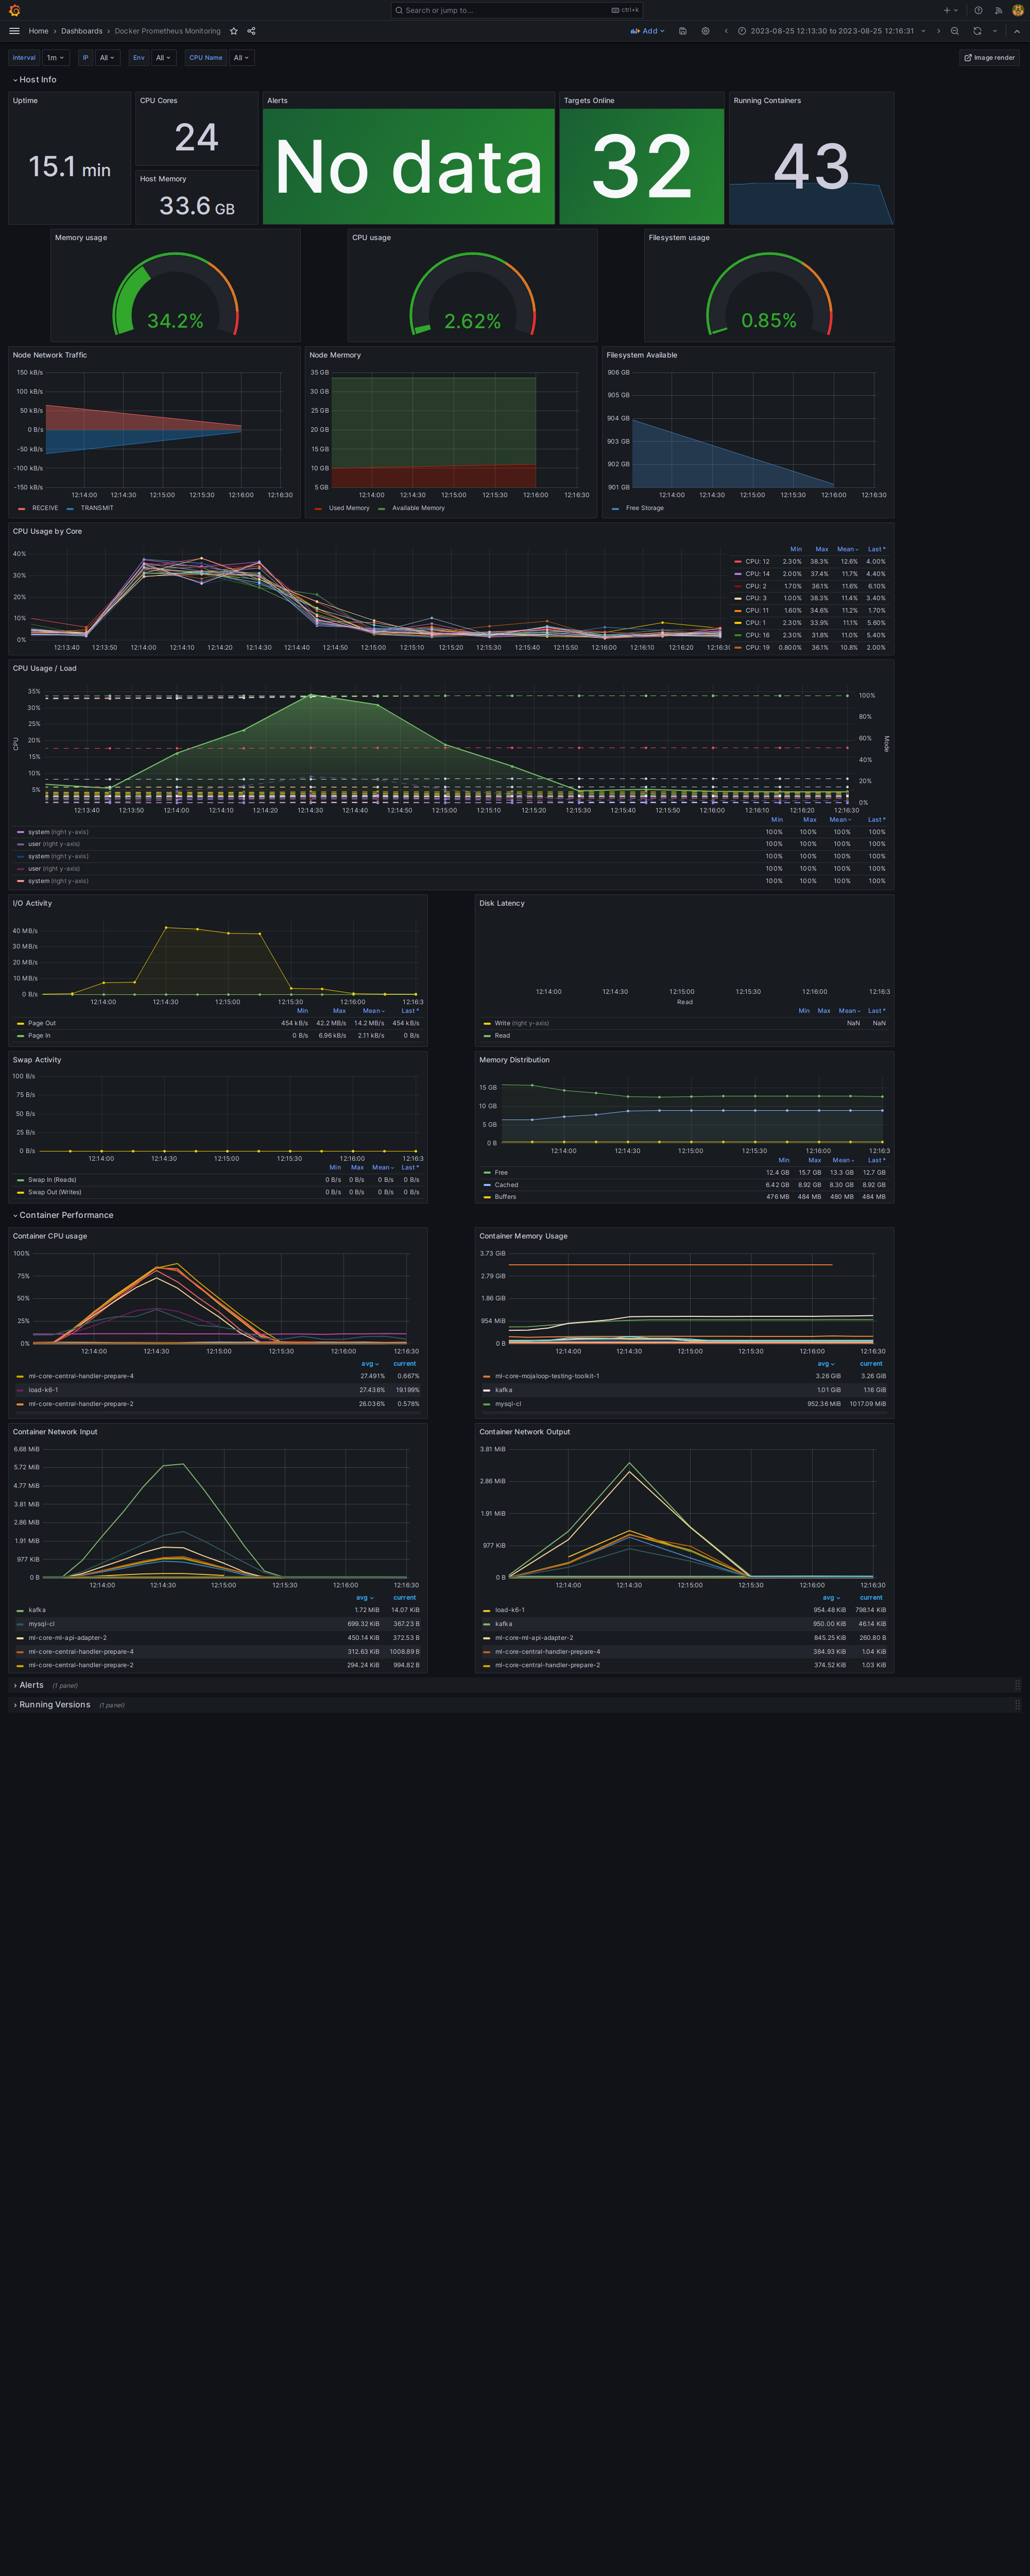 Search or jump to... ctrl+k
Home › Dashboards › Docker Prometheus Monitoring Add 2023-08-25 12:13:30 to 2023-08-25 12:16:31
Interval 1m IP All Env All CPU Name All Image render
Host Info
Uptime CPU Cores Alerts Targets Online Running Containers
15.1 min 24 No data 32 43
Host Memory
33.6 GB
Memory usage CPU usage Filesystem usage
34.2% 2.62% 0.85%
Node Network Traffic
150 kB/s
100 kB/s
50 kB/s
0 B/s
-50 kB/s
-100 kB/s
-150 kB/s
12:14:00 12:14:30 12:15:00 12:15:30 12:16:00 12:16:30
RECEIVE TRANSMIT
Node Mermory
35 GB
30 GB
25 GB
20 GB
15 GB
10 GB
5 GB
12:14:00 12:14:30 12:15:00 12:15:30 12:16:00 12:16:30
Used Memory Available Memory
Filesystem Available
906 GB
905 GB
904 GB
903 GB
902 GB
901 GB
12:14:00 12:14:30 12:15:00 12:15:30 12:16:00 12:16:30
Free Storage
CPU Usage by Core
40%
30%
20%
10%
0%
12:13:40 12:13:50 12:14:00 12:14:10 12:14:20 12:14:30 12:14:40 12:14:50 12:15:00 12:15:10 12:15:20 12:15:30 12:15:40 12:15:50 12:16:00 12:16:10 12:16:20 12:16:30
Min Max Mean Last *
CPU: 12 2.30% 38.3% 12.6% 4.00%
CPU: 14 2.00% 37.4% 11.7% 4.40%
CPU: 2 1.70% 36.1% 11.6% 6.10%
CPU: 3 1.00% 38.3% 11.4% 3.40%
CPU: 11 1.60% 34.6% 11.2% 1.70%
CPU: 1 2.30% 33.9% 11.1% 5.60%
CPU: 16 2.30% 31.8% 11.0% 5.40%
CPU: 19 0.800% 36.1% 10.8% 2.00%
CPU Usage / Load
35%
30%
25%
20%
15%
10%
5%
CPU
100%
80%
60%
40%
20%
0%
Mode
12:13:40 12:13:50 12:14:00 12:14:10 12:14:20 12:14:30 12:14:40 12:14:50 12:15:00 12:15:10 12:15:20 12:15:30 12:15:40 12:15:50 12:16:00 12:16:10 12:16:20 12:16:30
Min Max Mean Last *
system (right y-axis) 100% 100% 100% 100%
user (right y-axis) 100% 100% 100% 100%
system (right y-axis) 100% 100% 100% 100%
user (right y-axis) 100% 100% 100% 100%
system (right y-axis) 100% 100% 100% 100%
I/O Activity
40 MB/s
30 MB/s
20 MB/s
10 MB/s
0 B/s
12:14:00 12:14:30 12:15:00 12:15:30 12:16:00 12:16:3
Min Max Mean Last *
Page Out 454 kB/s 42.2 MB/s 14.2 MB/s 454 kB/s
Page In 0 B/s 6.96 kB/s 2.11 kB/s 0 B/s
Disk Latency
12:14:00 12:14:30 12:15:00 12:15:30 12:16:00 12:16:3
Read
Min Max Mean Last *
Write (right y-axis) NaN NaN
Read
Swap Activity
100 B/s
75 B/s
50 B/s
25 B/s
0 B/s
12:14:00 12:14:30 12:15:00 12:15:30 12:16:00 12:16:3
Min Max Mean Last *
Swap In (Reads) 0 B/s 0 B/s 0 B/s 0 B/s
Swap Out (Writes) 0 B/s 0 B/s 0 B/s 0 B/s
Memory Distribution
15 GB
10 GB
5 GB
0 B
12:14:00 12:14:30 12:15:00 12:15:30 12:16:00 12:16:3
Min Max Mean Last *
Free 12.4 GB 15.7 GB 13.3 GB 12.7 GB
Cached 6.42 GB 8.92 GB 8.30 GB 8.92 GB
Buffers 476 MB 484 MB 480 MB 484 MB
Container Performance
Container CPU usage
100%
75%
50%
25%
0%
12:14:00 12:14:30 12:15:00 12:15:30 12:16:00 12:16:30
avg current
ml-core-central-handler-prepare-4 27.491% 0.667%
load-k6-1 27.438% 19.199%
ml-core-central-handler-prepare-2 26.036% 0.578%
Container Memory Usage
3.73 GiB
2.79 GiB
1.86 GiB
954 MiB
0 B
12:14:00 12:14:30 12:15:00 12:15:30 12:16:00 12:16:30
avg current
ml-core-mojaloop-testing-toolkit-1 3.26 GiB 3.26 GiB
kafka 1.01 GiB 1.16 GiB
mysql-cl 952.36 MiB 1017.09 MiB
Container Network Input
6.68 MiB
5.72 MiB
4.77 MiB
3.81 MiB
2.86 MiB
1.91 MiB
977 KiB
0 B
12:14:00 12:14:30 12:15:00 12:15:30 12:16:00 12:16:30
avg current
kafka 1.72 MiB 14.07 KiB
mysql-cl 699.32 KiB 367.23 B
ml-core-ml-api-adapter-2 450.14 KiB 372.53 B
ml-core-central-handler-prepare-4 312.63 KiB 1008.89 B
ml-core-central-handler-prepare-2 294.24 KiB 994.82 B
Container Network Output
3.81 MiB
2.86 MiB
1.91 MiB
977 KiB
0 B
12:14:00 12:14:30 12:15:00 12:15:30 12:16:00 12:16:30
avg current
load-k6-1 954.48 KiB 798.14 KiB
kafka 950.00 KiB 46.14 KiB
ml-core-ml-api-adapter-2 845.25 KiB 260.80 B
ml-core-central-handler-prepare-4 384.93 KiB 1.04 KiB
ml-core-central-handler-prepare-2 374.52 KiB 1.03 KiB
Alerts (1 panel)
Running Versions (1 panel)